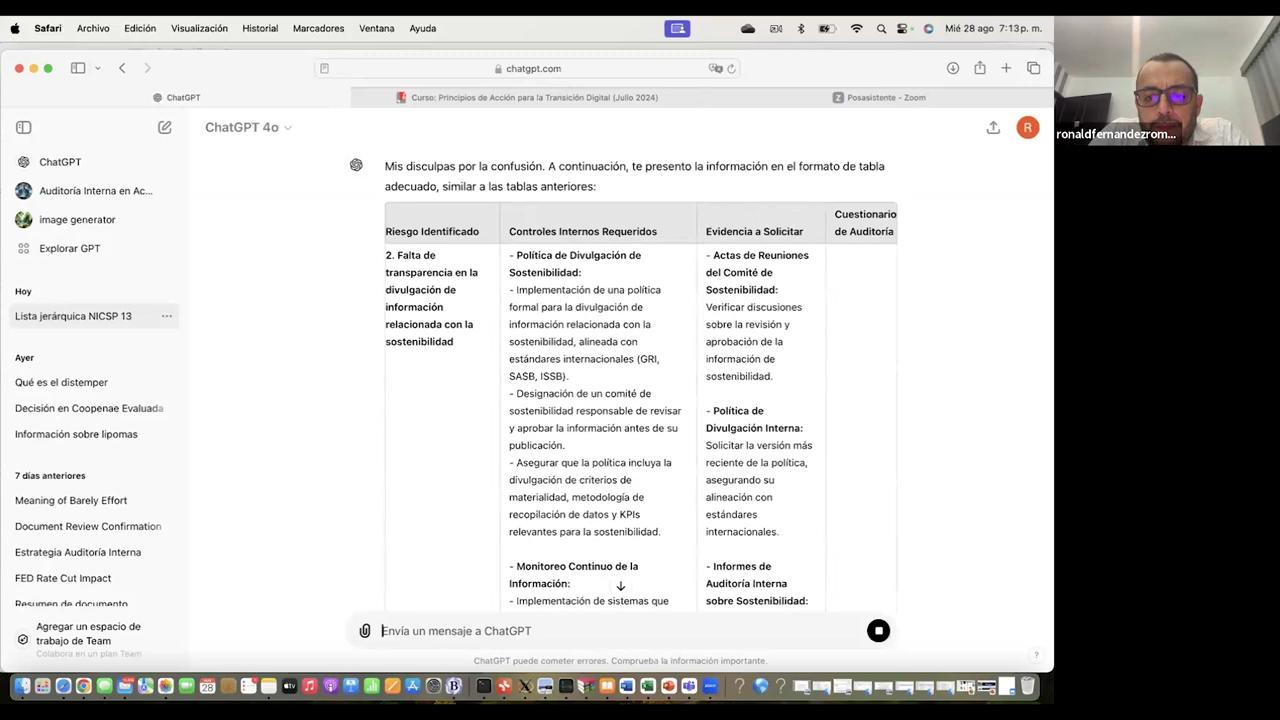 Safari Archivo Edición Visualización Historial Marcadores Ventana Ayuda Mié 28 ago 7:13 p. m.
chatgpt.com
ChatGPT
Curso: Principios de Acción para la Transición Digital (Julio 2024)
Z Posasistente - Zoom
ChatGPT 4o
R
ChatGPT
Auditoría Interna en Ac...
image generator
Explorar GPT
Hoy
Lista jerárquica NICSP 13 ...
Ayer
Qué es el distemper
Decisión en Coopenae Evaluada
Información sobre lipomas
7 días anteriores
Meaning of Barely Effort
Document Review Confirmation
Estrategia Auditoría Interna
FED Rate Cut Impact
Resumen de documento
Agregar un espacio de
trabajo de Team
Colabora en un plan Team
Mis disculpas por la confusión. A continuación, te presento la información en el formato de tabla
adecuado, similar a las tablas anteriores:
Riesgo Identificado
Controles Internos Requeridos
Evidencia a Solicitar
Cuestionario
de Auditoría
2. Falta de
transparencia en la
divulgación de
información
relacionada con la
sostenibilidad
- Política de Divulgación de
Sostenibilidad:
- Implementación de una política
formal para la divulgación de
información relacionada con la
sostenibilidad, alineada con
estándares internacionales (GRI,
SASB, ISSB).
- Designación de un comité de
sostenibilidad responsable de revisar
y aprobar la información antes de su
publicación.
- Asegurar que la política incluya la
divulgación de criterios de
materialidad, metodología de
recopilación de datos y KPIs
relevantes para la sostenibilidad.
- Monitoreo Continuo de la
Información:
- Implementación de sistemas que
- Actas de Reuniones
del Comité de
Sostenibilidad:
Verificar discusiones
sobre la revisión y
aprobación de la
información de
sostenibilidad.
- Política de
Divulgación Interna:
Solicitar la versión más
reciente de la política,
asegurando su
alineación con
estándares
internacionales.
- Informes de
Auditoría Interna
sobre Sostenibilidad:
Envía un mensaje a ChatGPT
ChatGPT puede cometer errores. Comprueba la información importante.
?
ronaldfernandezrom...